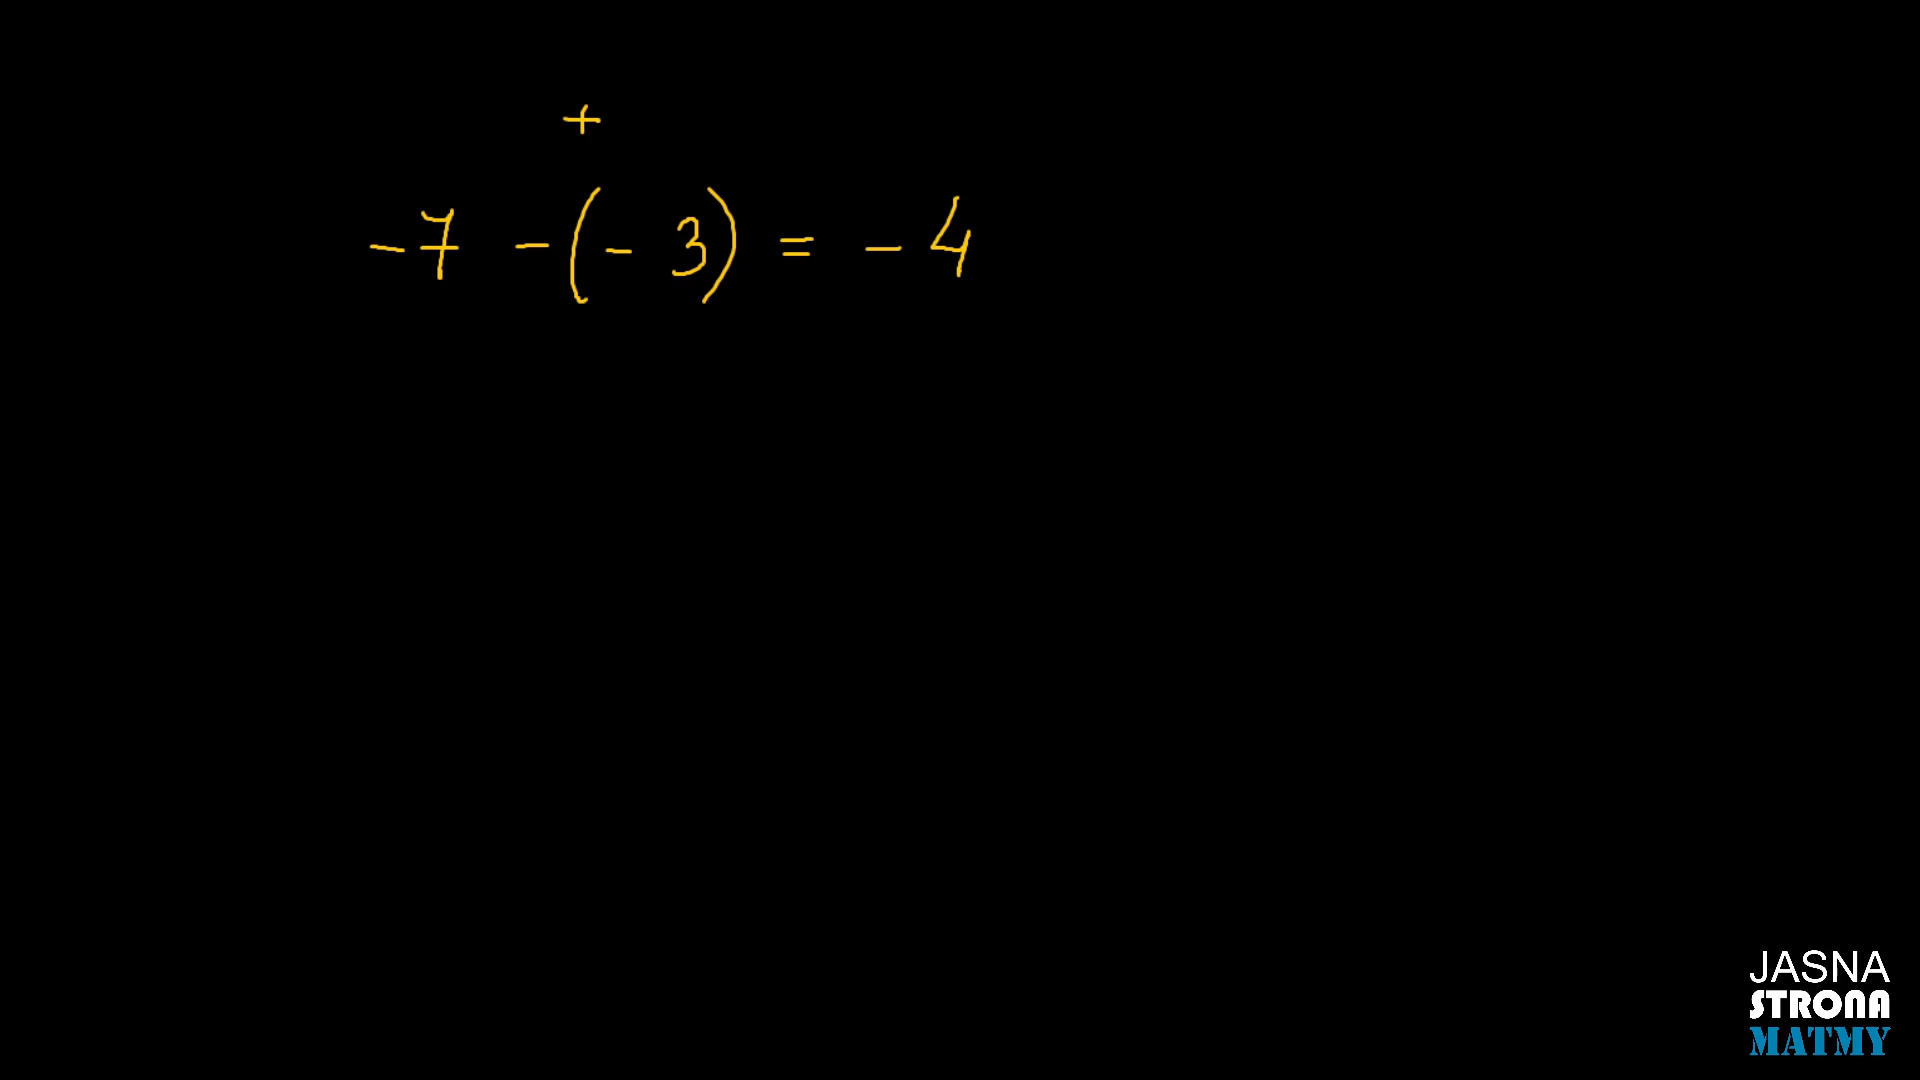 +
-7 -(- 3) = - 4
JASNA
STRONA
MATMY